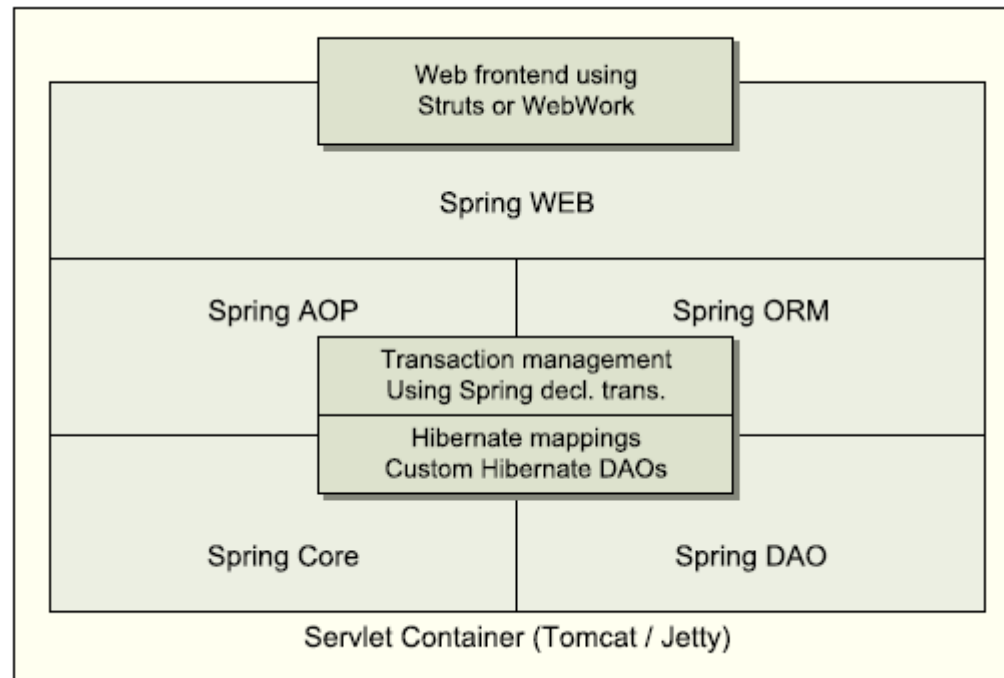 Web frontend using
Struts or WebWork
Spring WEB
Spring AOP
Spring ORM
Transaction management
Using Spring decl. trans.
Hibernate mappings
Custom Hibernate DAOs
Spring Core
Spring DAO
Servlet Container (Tomcat / Jetty)